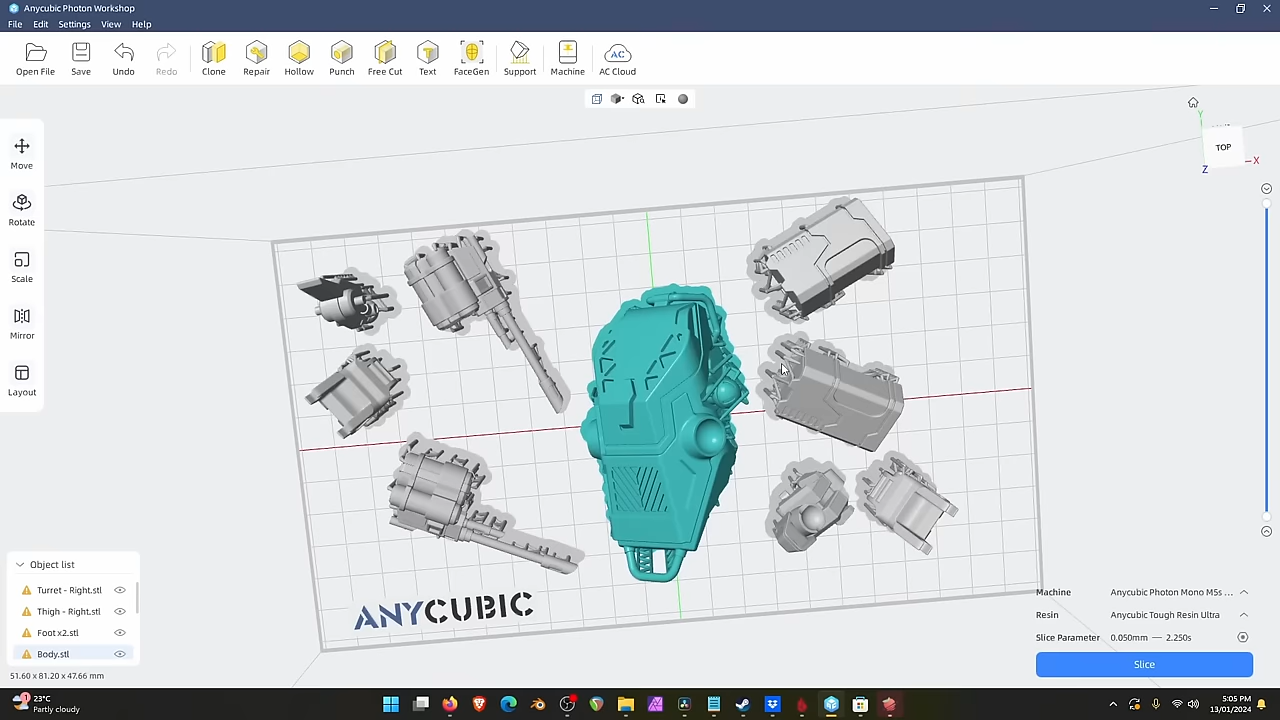 Anycubic Photon Workshop
File Edit Settings View Help
Open File Save Undo Redo Clone Repair Hollow Punch Free Cut Text FaceGen Support Machine AC Cloud
AC
Move
Rotate
Scale
Mirror
Layout
Y
TOP
X
Z
ANYCUBIC
Object list
Turret - Right.stl
Thigh - Right.stl
Foot x2.stl
Body.stl
51.60 x 81.20 x 47.66 mm
Machine Anycubic Photon Mono M5s ...
Resin Anycubic Tough Resin Ultra
Slice Parameter 0.050mm — 2.250s
Slice
1
23°C
Partly cloudy
5:05 PM
13/01/2024